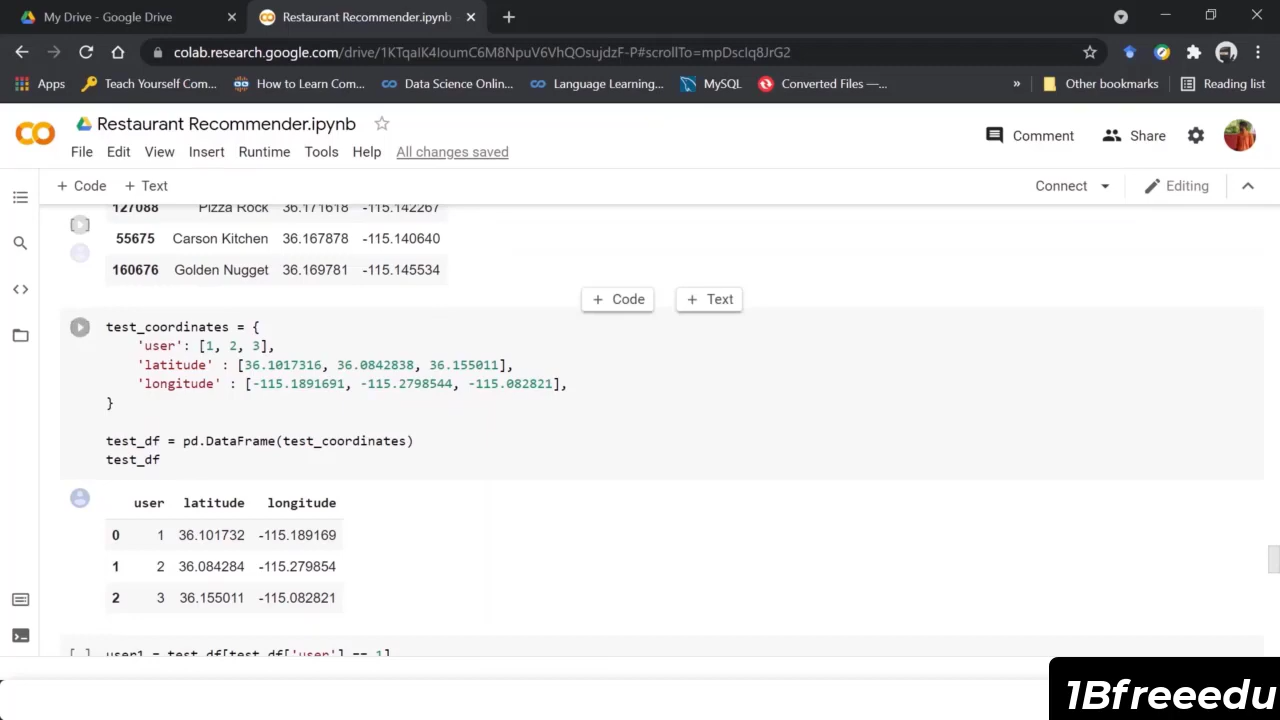 My Drive - Google Drive
Restaurant Recommender.ipynb
colab.research.google.com/drive/1KTqaIK4IoumC6M8NpuV6VhQOsujdzF-P#scrollTo=mpDscIq8JrG2
Apps
Teach Yourself Com...
How to Learn Com...
Data Science Onlin...
Language Learning,...
MySQL
Converted Files —...
»
Other bookmarks
Reading list
Restaurant Recommender.ipynb
Comment
Share
File Edit View Insert Runtime Tools Help All changes saved
+ Code + Text
Connect
Editing
127088 Pizza Rock 36.171618 -115.142267
55675 Carson Kitchen 36.167878 -115.140640
160676 Golden Nugget 36.169781 -115.145534
+ Code + Text
test_coordinates = {
'user': [1, 2, 3],
'latitude' : [36.1017316, 36.0842838, 36.155011],
'longitude' : [-115.1891691, -115.2798544, -115.082821],
}
test_df = pd.DataFrame(test_coordinates)
test_df
user latitude longitude
0 1 36.101732 -115.189169
1 2 36.084284 -115.279854
2 3 36.155011 -115.082821
[ ] user1 = test_df[test_df['user'] == 1]
1Bfreeedu